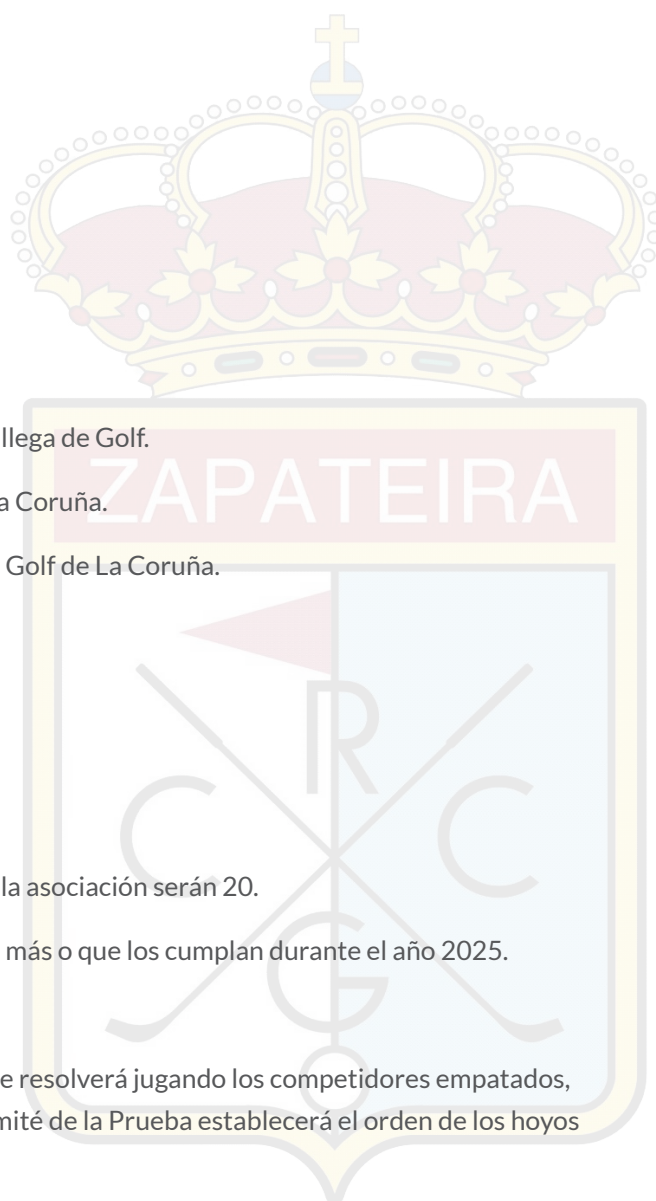 llega de Golf.
ZAPATEIRA
a Coruña.
Golf de La Coruña.
R
C C
G
la asociación serán 20.
más o que los cumplan durante el año 2025.
e resolverá jugando los competidores empatados,
mité de la Prueba establecerá el orden de los hoyos